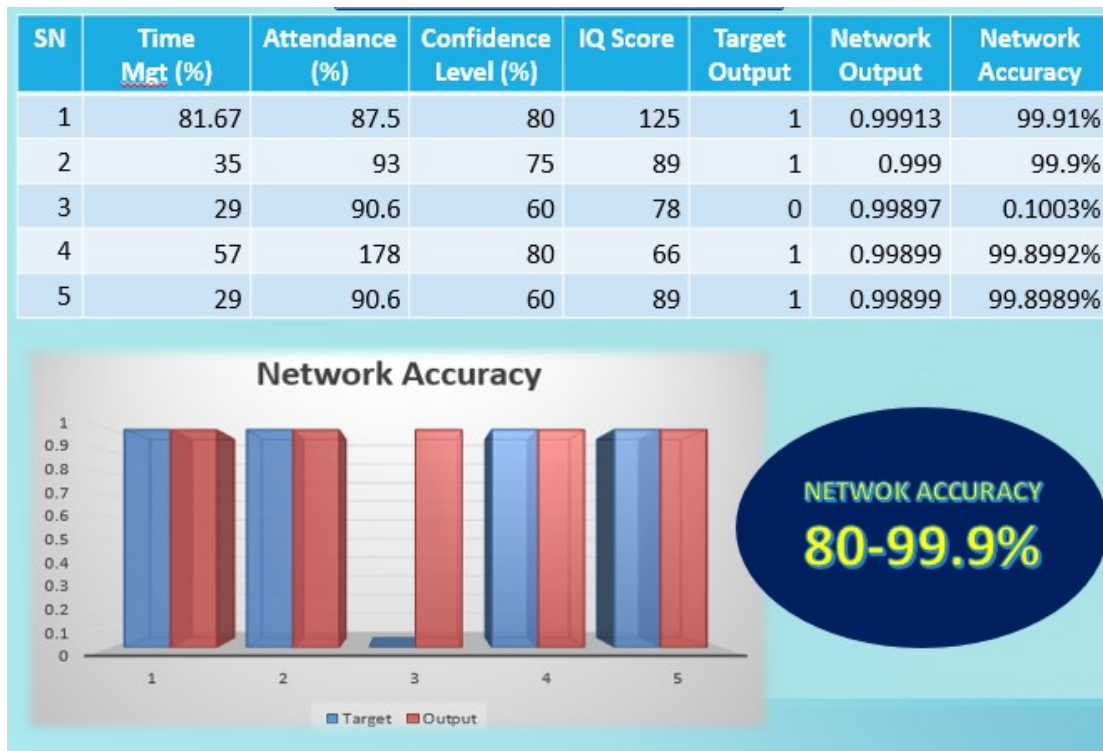 SN Time Mgt (%) Attendance (%) Confidence Level (%) IQ Score Target Output Network Output Network Accuracy
1 81.67 87.5 80 125 1 0.99913 99.91%
2 35 93 75 89 1 0.999 99.9%
3 29 90.6 60 78 0 0.99897 0.1003%
4 57 178 80 66 1 0.99899 99.8992%
5 29 90.6 60 89 1 0.99899 99.8989%
Network Accuracy
1
0.9
0.8
0.7
0.6
0.5
0.4
0.3
0.2
0.1
0
1 2 3 4 5
Target Output
NETWOK ACCURACY
80-99.9%